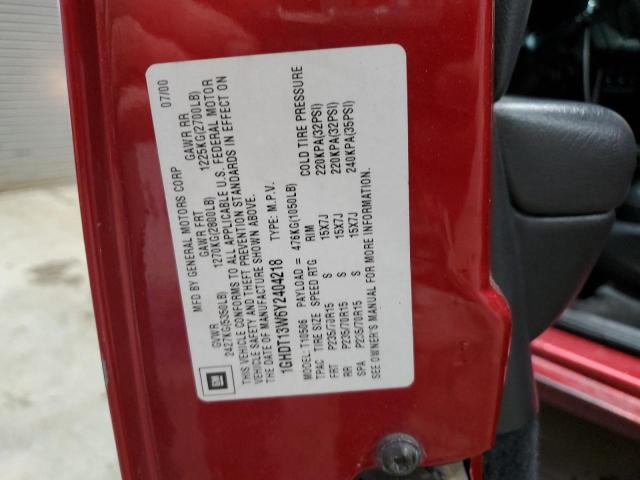 MFD BY GENERAL MOTORS CORP 07/00
GVWR GAWR FRT GAWR RR
2427KG(5350LB) 1270KG(2800LB) 1225KG(2700LB)
THIS VEHICLE CONFORMS TO ALL APPLICABLE U.S. FEDERAL MOTOR
VEHICLE SAFETY AND THEFT PREVENTION STANDARDS IN EFFECT ON
THE DATE OF MANUFACTURE SHOWN ABOVE.
1GHDT13W6Y2404218 TYPE: M.P.V.
MODEL: T10506 PAYLOAD = 476KG(1050LB)
TPAC TIRE SIZE SPEED RTG RIM COLD TIRE PRESSURE
FRT P235/70R15 S 15X7J 220KPA(32PSI)
RR P235/70R15 S 15X7J 220KPA(32PSI)
SPA P235/70R15 S 15X7J 240KPA(35PSI)
SEE OWNER'S MANUAL FOR MORE INFORMATION.
GM